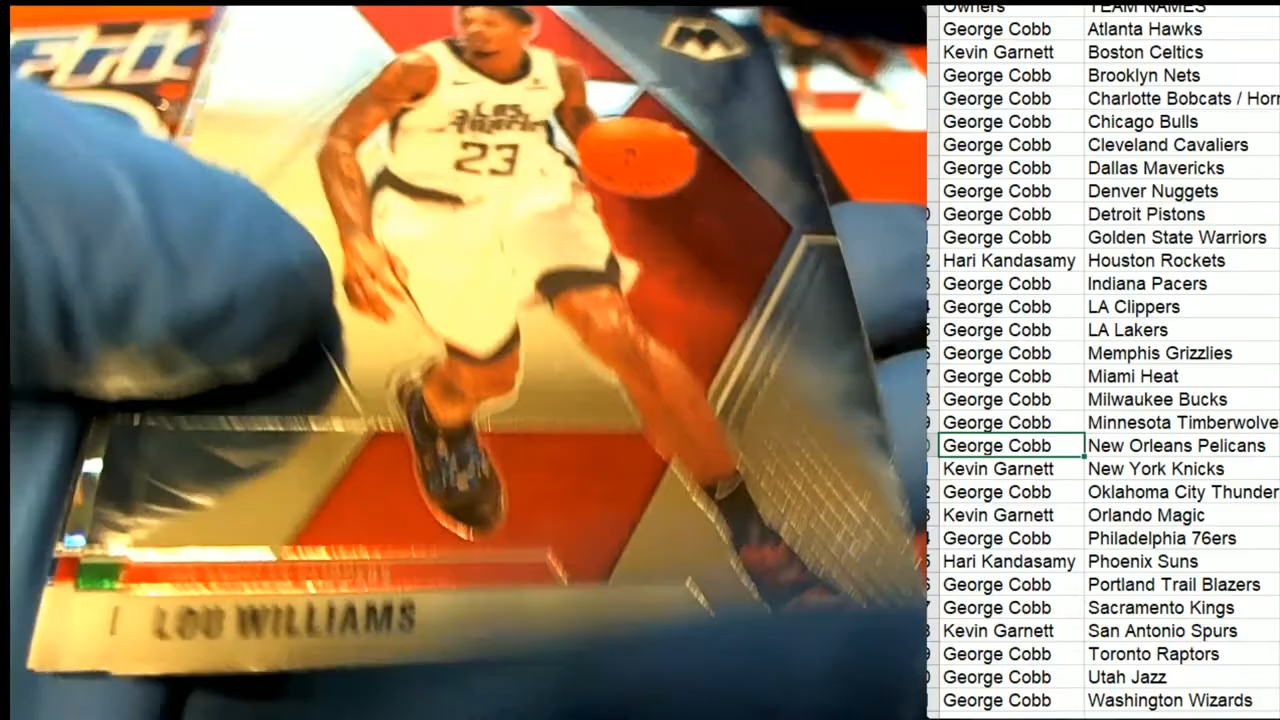 Owners TEAM NAMES
George Cobb Atlanta Hawks
Kevin Garnett Boston Celtics
George Cobb Brooklyn Nets
George Cobb Charlotte Bobcats / Horn
George Cobb Chicago Bulls
George Cobb Cleveland Cavaliers
George Cobb Dallas Mavericks
George Cobb Denver Nuggets
George Cobb Detroit Pistons
George Cobb Golden State Warriors
Hari Kandasamy Houston Rockets
George Cobb Indiana Pacers
George Cobb LA Clippers
George Cobb LA Lakers
George Cobb Memphis Grizzlies
George Cobb Miami Heat
George Cobb Milwaukee Bucks
George Cobb Minnesota Timberwolve
George Cobb New Orleans Pelicans
Kevin Garnett New York Knicks
George Cobb Oklahoma City Thunder
Kevin Garnett Orlando Magic
George Cobb Philadelphia 76ers
Hari Kandasamy Phoenix Suns
George Cobb Portland Trail Blazers
George Cobb Sacramento Kings
Kevin Garnett San Antonio Spurs
George Cobb Toronto Raptors
George Cobb Utah Jazz
George Cobb Washington Wizards
Los
23
LOU WILLIAMS